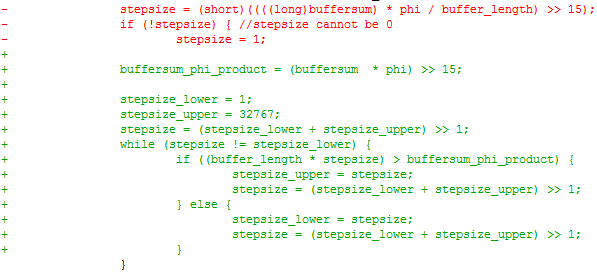 -                stepsize = (short)((((long)buffersum) * phi / buffer_length) >> 15);
-                if (!stepsize) { //stepsize cannot be 0
-                        stepsize = 1;
+
+                buffersum_phi_product = (buffersum  * phi) >> 15;
+
+                stepsize_lower = 1;
+                stepsize_upper = 32767;
+                stepsize = (stepsize_lower + stepsize_upper) >> 1;
+                while (stepsize != stepsize_lower) {
+                        if ((buffer_length * stepsize) > buffersum_phi_product) {
+                                stepsize_upper = stepsize;
+                                stepsize = (stepsize_lower + stepsize_upper) >> 1;
+                        } else {
+                                stepsize_lower = stepsize;
+                                stepsize = (stepsize_lower + stepsize_upper) >> 1;
+                        }
                 }